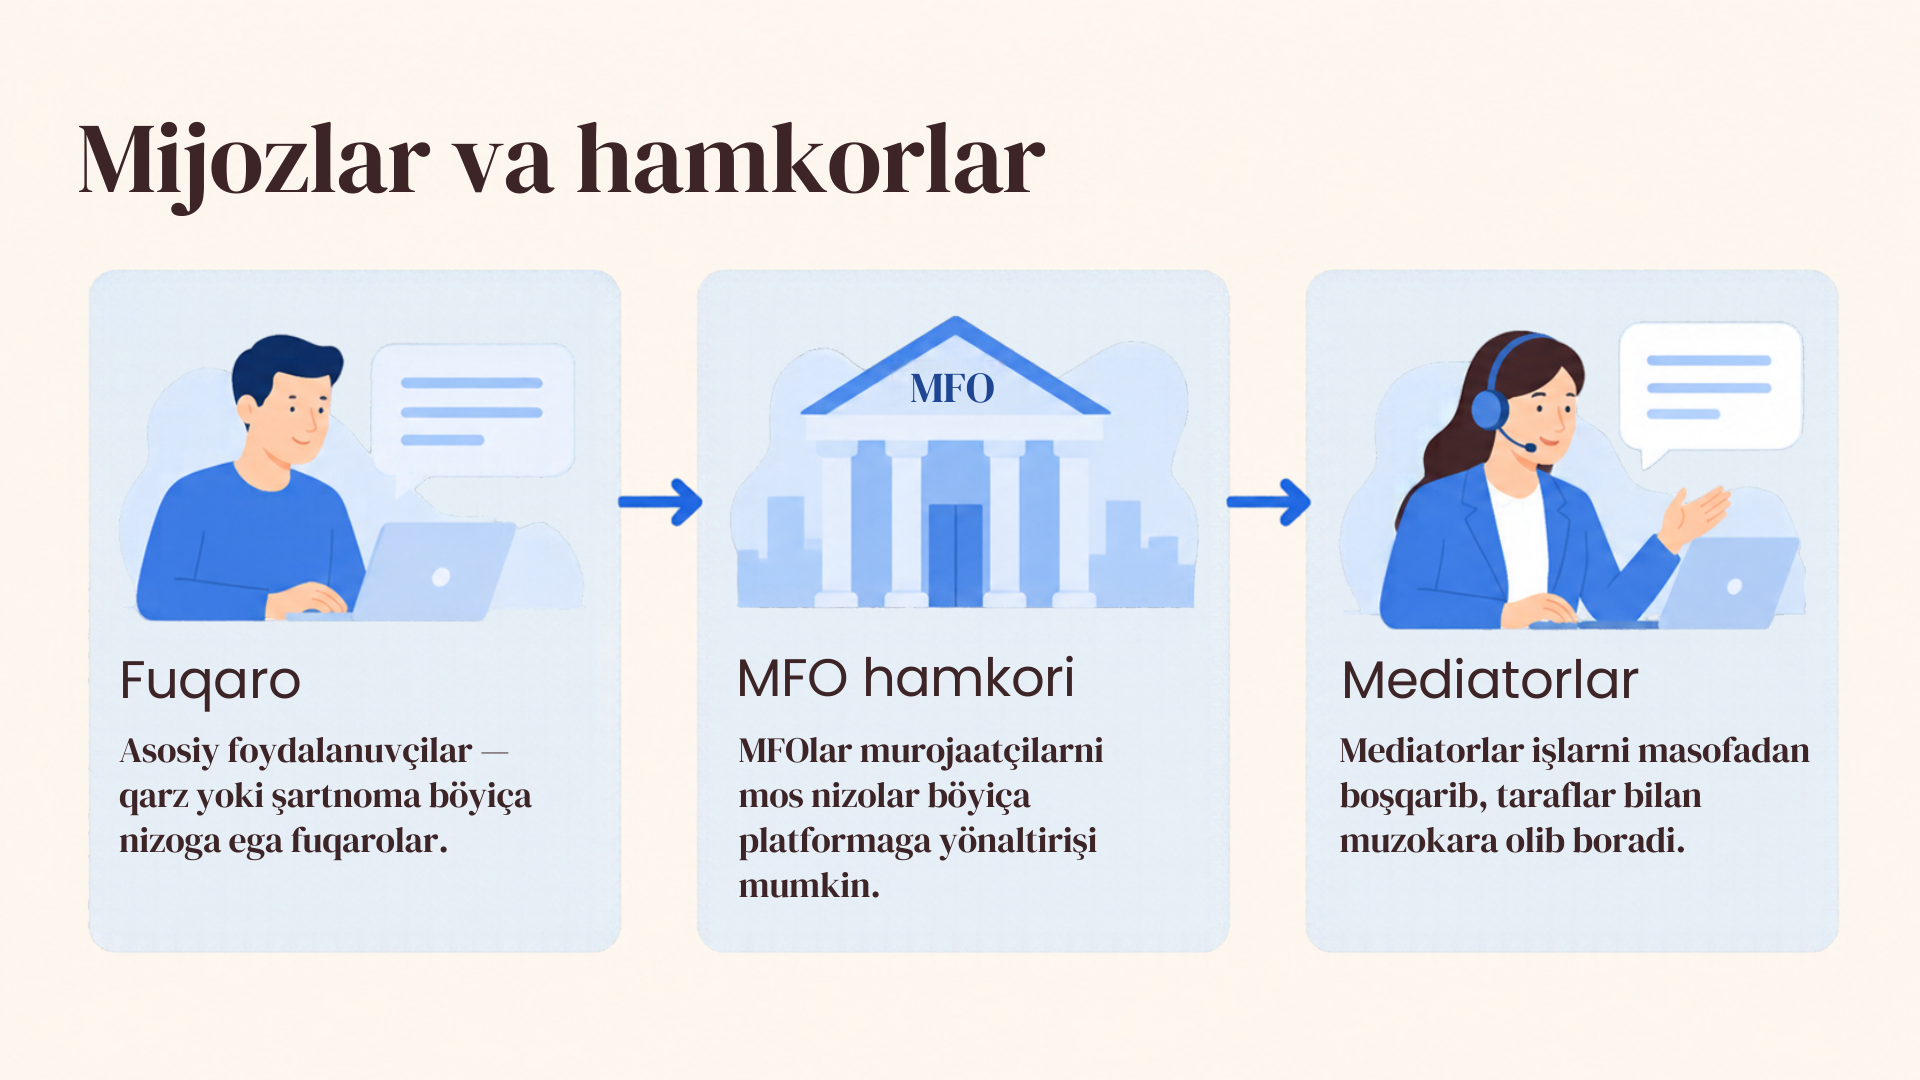 Mijozlar va hamkorlar
MFO
Fuqaro
Asosiy foydalanuvçilar —
qarz yoki şartnoma böyiça
nizoga ega fuqarolar.
MFO hamkori
MFOlar murojaatçilarni
mos nizolar böyiça
platformaga yönaltirişi
mumkin.
Mediatorlar
Mediatorlar işlarni masofadan
boşqarib, taraflar bilan
muzokara olib boradi.